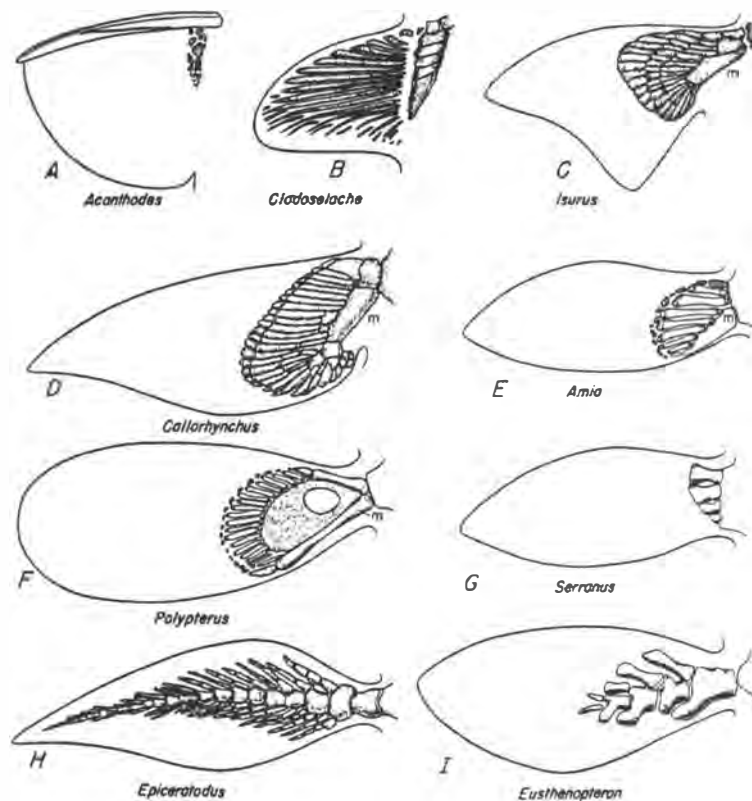 m
m
A
B
C
Acanthodes
Cladoselache
Isurus
m
m
D
E
Callorhynchus
Amia
m
F
G
Polypterus
Serranus
H
I
Epiceratodus
Eusthenopteron